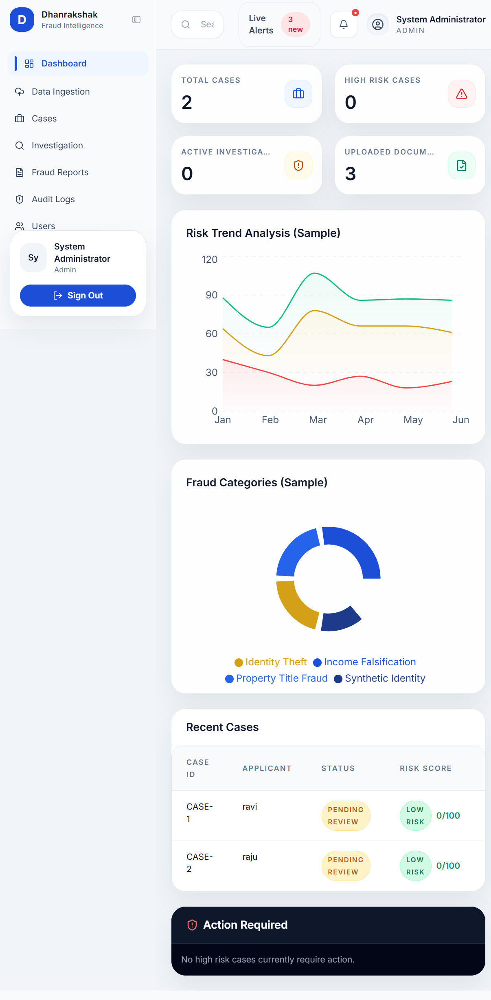 D
Dhanrakshak
Fraud Intelligence
Dashboard
Data Ingestion
Cases
Investigation
Fraud Reports
Audit Logs
Users
Sy
System
Administrator
Admin
Sign Out
Sea
Live
Alerts
3
new
System Administrator
ADMIN
TOTAL CASES
2
HIGH RISK CASES
0
ACTIVE INVESTIGA...
0
UPLOADED DOCUM...
3
Risk Trend Analysis (Sample)
120
90
60
30
0
Jan Feb Mar Apr May Jun
Fraud Categories (Sample)
Identity Theft Income Falsification
Property Title Fraud Synthetic Identity
Recent Cases
CASE
ID
APPLICANT STATUS RISK SCORE
CASE-
1
ravi
PENDING
REVIEW
LOW
RISK
0/100
CASE-
2
raju
PENDING
REVIEW
LOW
RISK
0/100
Action Required
No high risk cases currently require action.